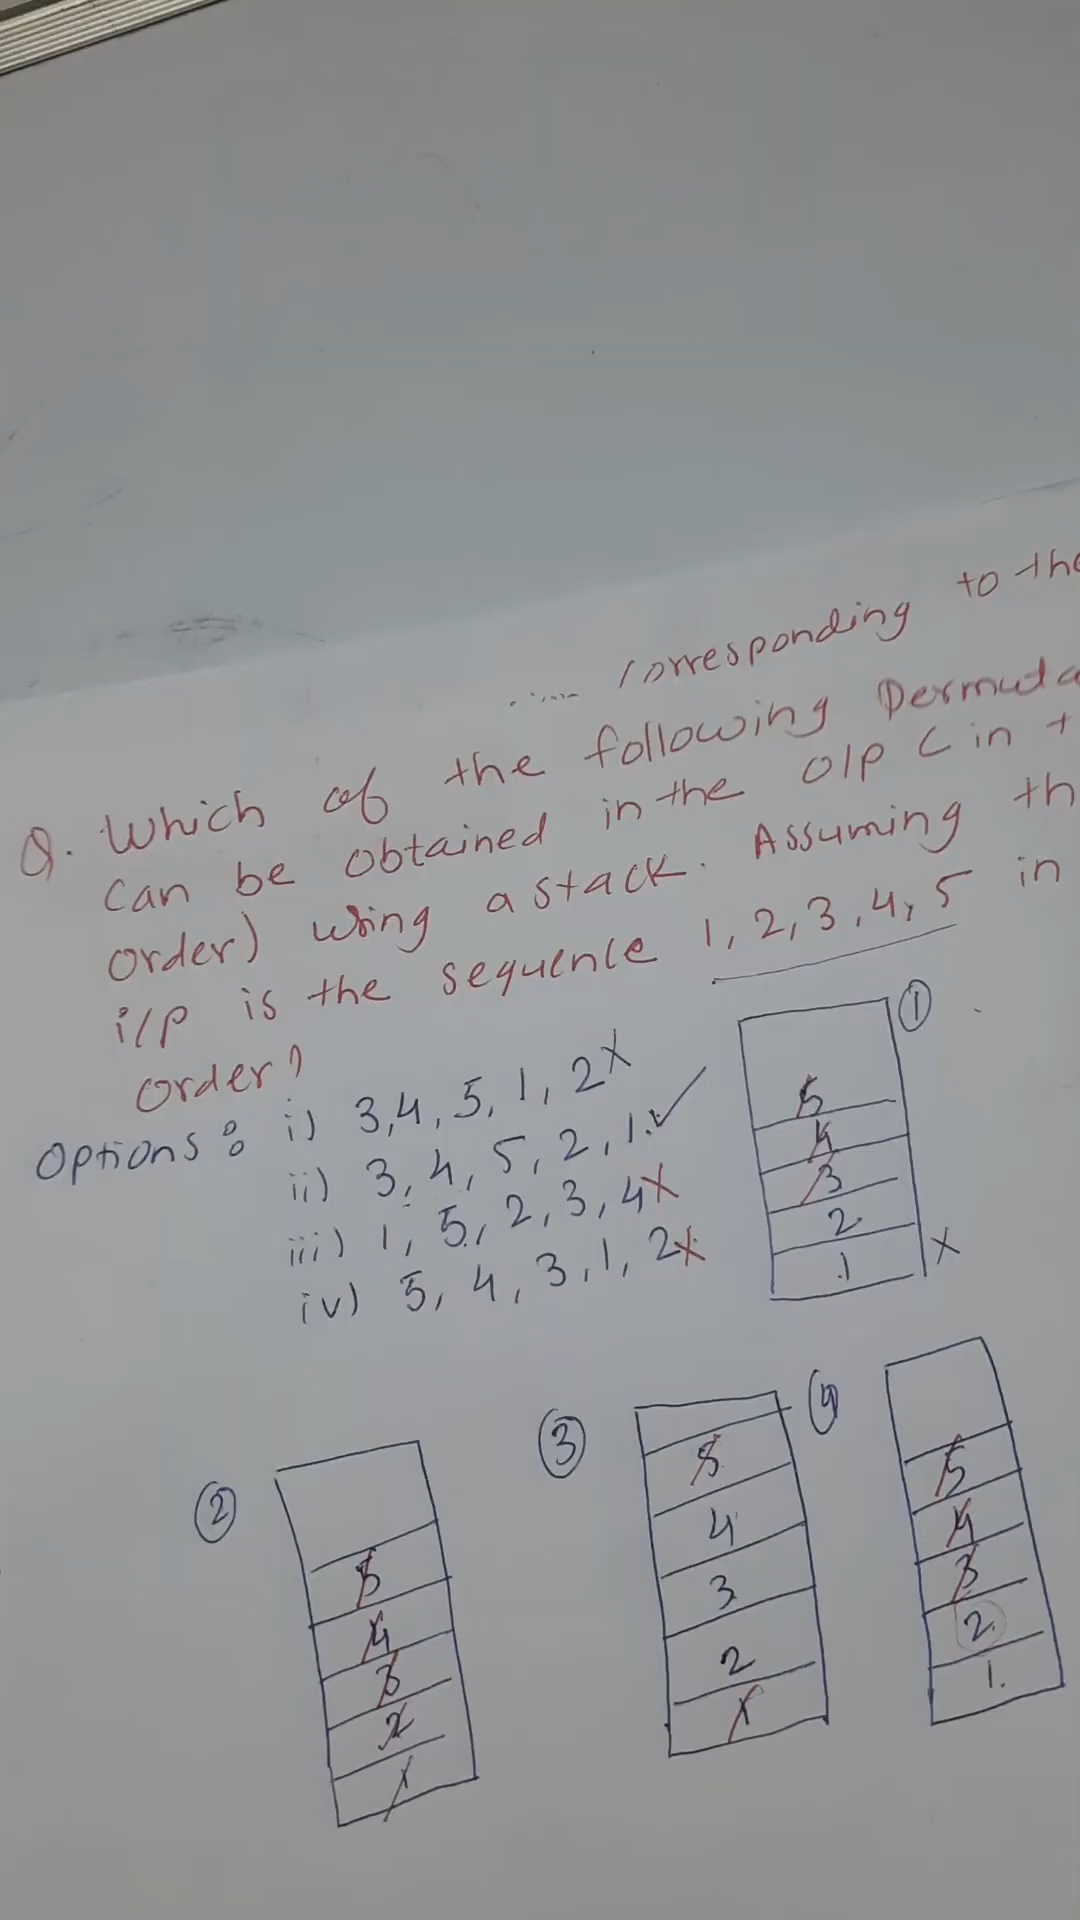 corresponding to the
Q. Which of the following Permuta
can be obtained in the O/P ( in t
order) using a stack. Assuming th
i/p is the sequence 1, 2, 3, 4, 5 in
order?
Options : i) 3, 4, 5, 1, 2 X
ii) 3, 4, 5, 2, 1. ✓
iii) 1, 5, 2, 3, 4 X
iv) 5, 4, 3, 1, 2 X
①
5
4
3
2
1
X
②
5
4
3
2
1
③
5
4
3
2
1
④
5
4
3
2.
1.